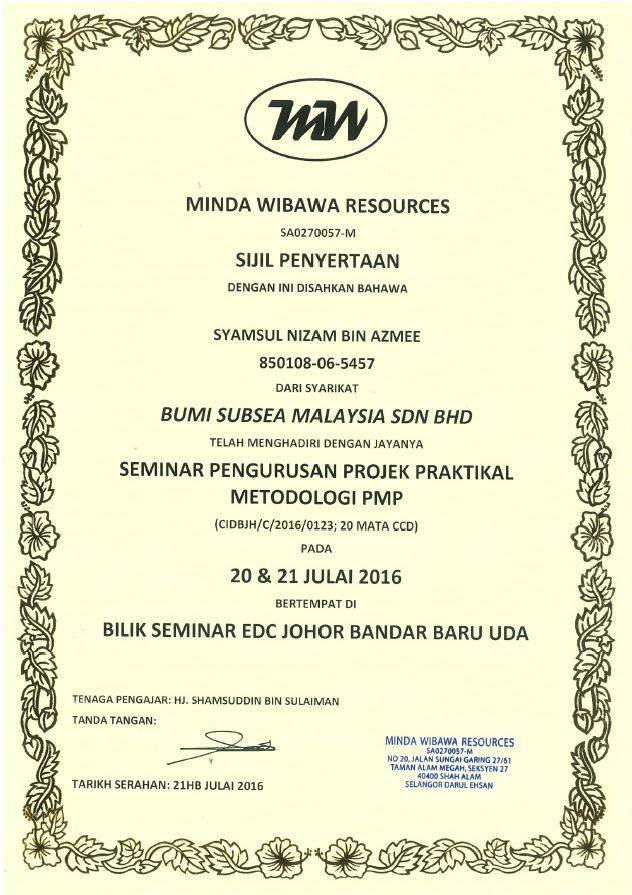 MW
MINDA WIBAWA RESOURCES
SA0270057-M
SIJIL PENYERTAAN
DENGAN INI DISAHKAN BAHAWA
SYAMSUL NIZAM BIN AZMEE
850108-06-5457
DARI SYARIKAT
BUMI SUBSEA MALAYSIA SDN BHD
TELAH MENGHADIRI DENGAN JAYANYA
SEMINAR PENGURUSAN PROJEK PRAKTIKAL
METODOLOGI PMP
(CIDBJH/C/2016/0123; 20 MATA CCD)
PADA
20 & 21 JULAI 2016
BERTEMPAT DI
BILIK SEMINAR EDC JOHOR BANDAR BARU UDA
TENAGA PENGAJAR: HJ. SHAMSUDDIN BIN SULAIMAN
TANDA TANGAN:
TARIKH SERAHAN: 21HB JULAI 2016
MINDA WIBAWA RESOURCES
SA0270057-M
NO 20, JALAN SUNGAI GARING 27/61
TAMAN ALAM MEGAH, SEKSYEN 27
40400 SHAH ALAM
SELANGOR DARUL EHSAN